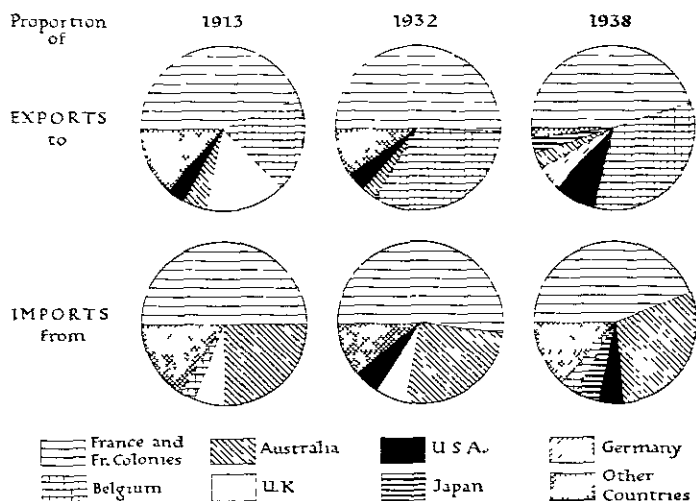 Proportion of
1913
1932
1938
EXPORTS to
IMPORTS from
France and Fr. Colonies
Australia
U S A.
Germany
Belgium
U.K
Japan
Other Countries